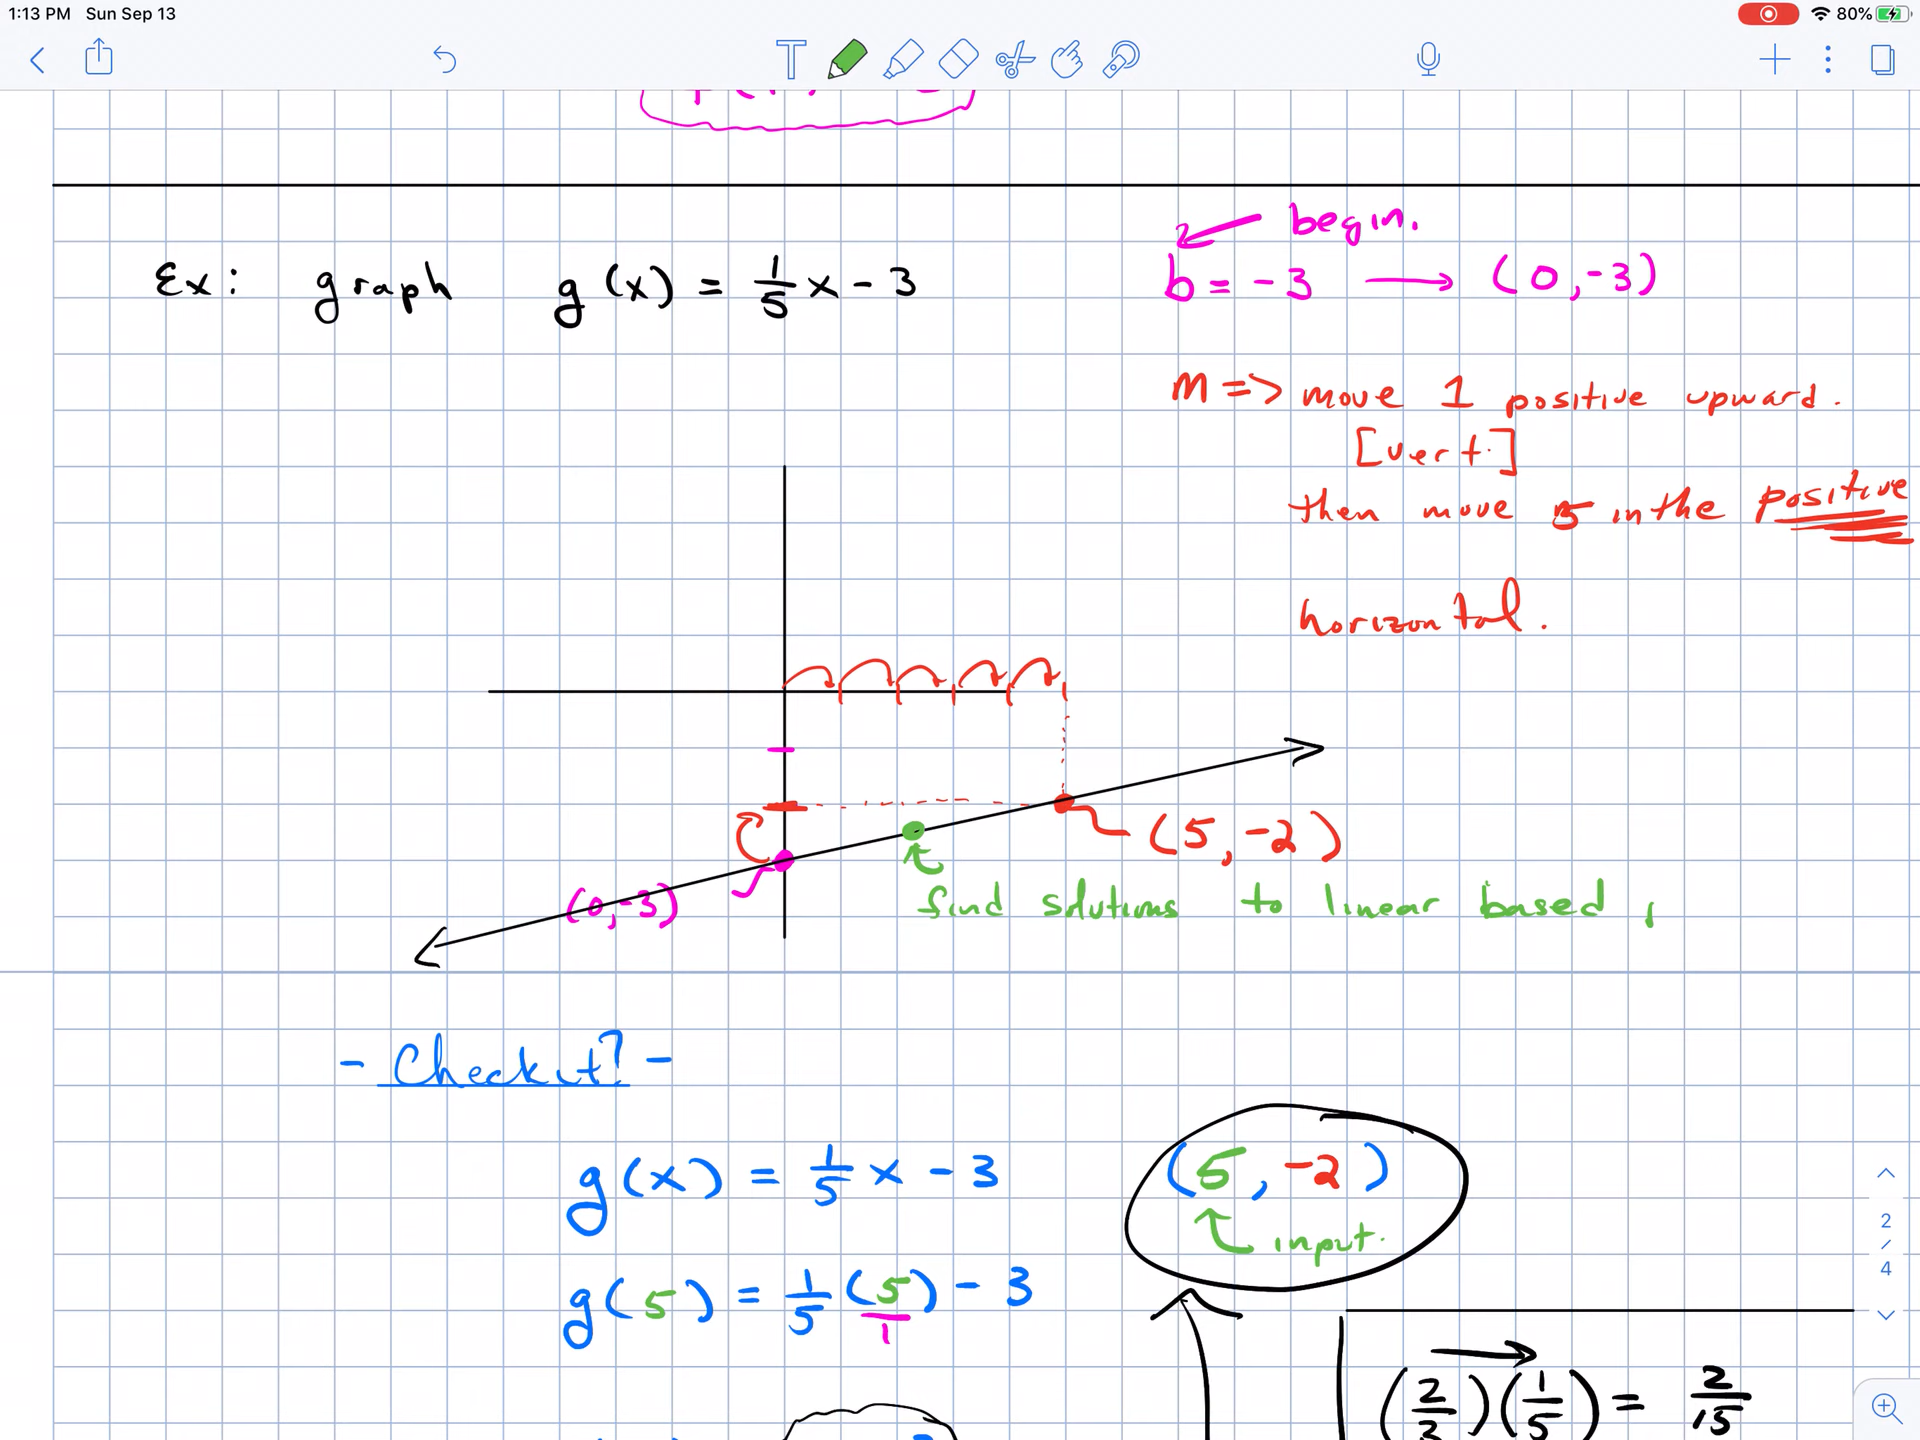 1:13 PM Sun Sep 13
80%
begin.
Ex: graph g(x) = 1/5 x - 3
b = -3 → (0, -3)
m => move 1 positive upward.
[vert.]
then move 5 in the positive
horizontal.
(5, -2)
(0, -3)
find solutions to linear based
- Check it? -
g(x) = 1/5 x - 3
(5, -2)
input.
g(5) = 1/5 (5)/1 - 3
(2/3)(1/5) = 2/15
2 / 4